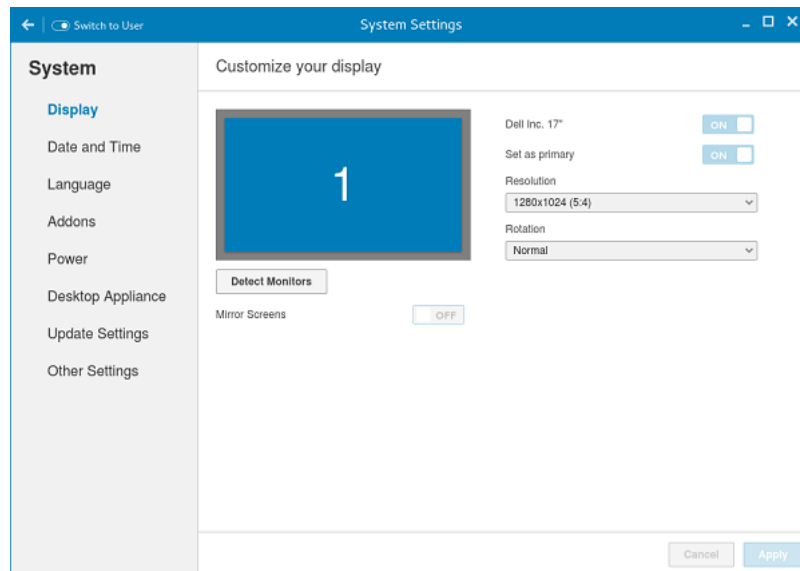 Switch to User
System Settings
System
Customize your display
Display
Date and Time
Language
Addons
Power
Desktop Appliance
Update Settings
Other Settings
1
Detect Monitors
Mirror Screens
OFF
Dell Inc. 17"
ON
Set as primary
ON
Resolution
1280x1024 (5:4)
Rotation
Normal
Cancel
Apply